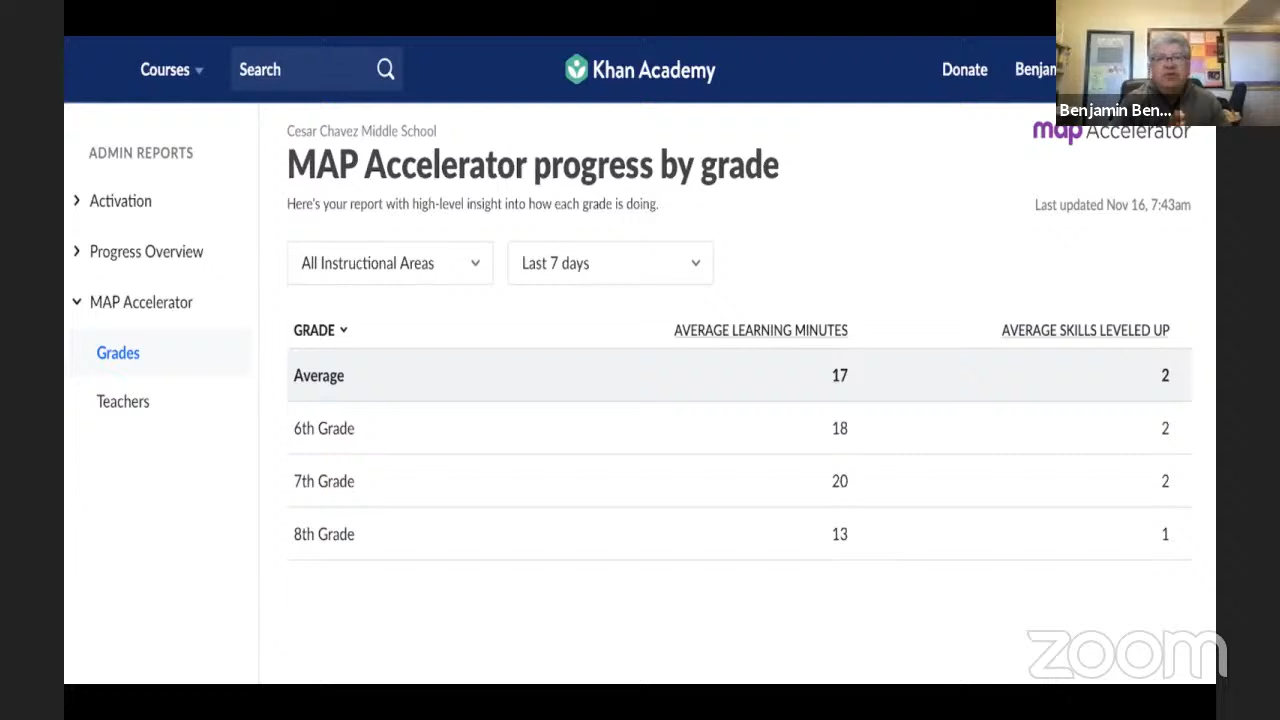 Courses
Search
Khan Academy
Donate
Benjam
Benjamin Ben...
map Accelerator
ADMIN REPORTS
Activation
Progress Overview
MAP Accelerator
Grades
Teachers
Cesar Chavez Middle School
MAP Accelerator progress by grade
Here's your report with high-level insight into how each grade is doing.
Last updated Nov 16, 7:43am
All Instructional Areas
Last 7 days
GRADE AVERAGE LEARNING MINUTES AVERAGE SKILLS LEVELED UP
Average 17 2
6th Grade 18 2
7th Grade 20 2
8th Grade 13 1
zoom